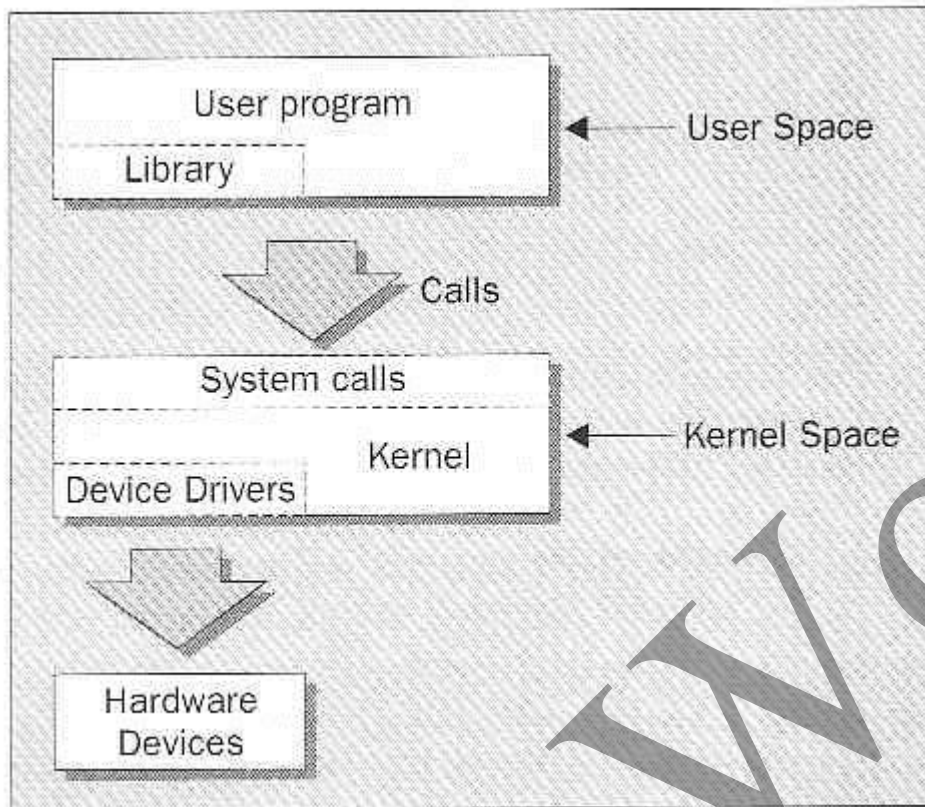 User program
User Space
Library
Calls
System calls
Kernel Space
Kernel
Device Drivers
Hardware
Devices